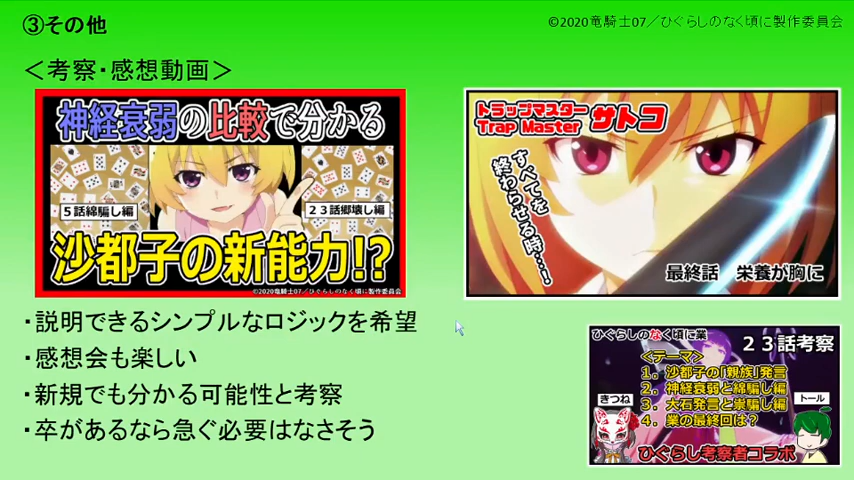 ③その他
©2020竜騎士07／ひぐらしのなく頃に製作委員会
＜考察・感想動画＞
神経衰弱の比較で分かる
5話綿騙し編
23話郷壊し編
沙都子の新能力!?
©2020竜騎士07／ひぐらしのなく頃に製作委員会
トラップマスター
Trap Master サトコ
すべてを
終わらせる時…！
最終話　栄養が胸に
・説明できるシンプルなロジックを希望
・感想会も楽しい
・新規でも分かる可能性と考察
・卒があるなら急ぐ必要はなさそう
ひぐらしのなく頃に業
２３話考察
＜テーマ＞
１．沙都子の「親族」発言
２．神経衰弱と綿騙し編
３．大石発言と祟騙し編
４．業の最終回は？
きつね
トール
ひぐらし考察者コラボ